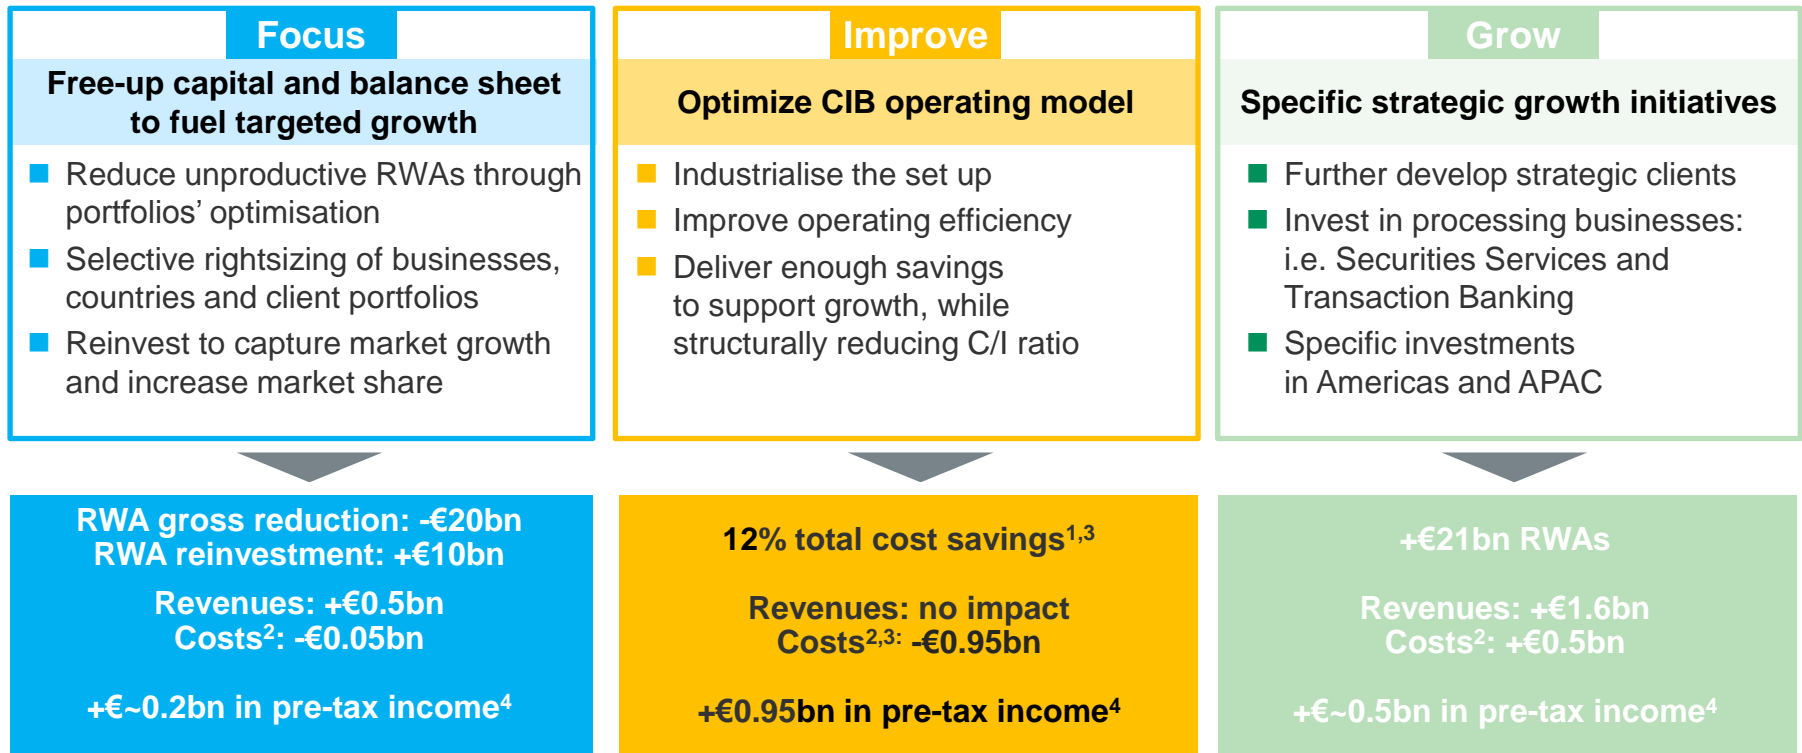 Focus
Free-up capital and balance sheet
to fuel targeted growth
Reduce unproductive RWAs through
portfolios’ optimisation
Selective rightsizing of businesses,
countries and client portfolios
Reinvest to capture market growth
and increase market share
RWA gross reduction: -€20bn
RWA reinvestment: +€10bn
Revenues: +€0.5bn
Costs²: -€0.05bn
+€~0.2bn in pre-tax income⁴
Improve
Optimize CIB operating model
Industrialise the set up
Improve operating efficiency
Deliver enough savings
to support growth, while
structurally reducing C/I ratio
12% total cost savings¹,³
Revenues: no impact
Costs²,³: -€0.95bn
+€0.95bn in pre-tax income⁴
Grow
Specific strategic growth initiatives
Further develop strategic clients
Invest in processing businesses:
i.e. Securities Services and
Transaction Banking
Specific investments
in Americas and APAC
+€21bn RWAs
Revenues: +€1.6bn
Costs²: +€0.5bn
+€~0.5bn in pre-tax income⁴